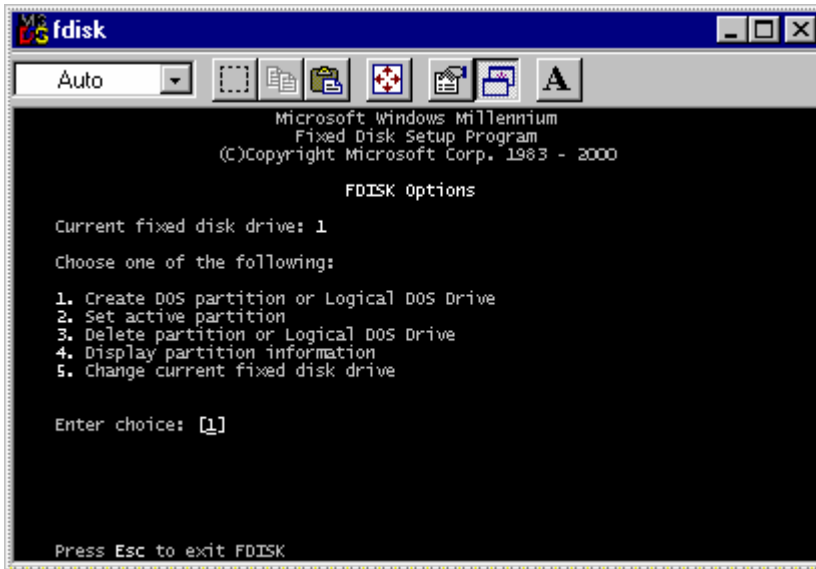 fdisk
Auto
A
Microsoft Windows Millennium
Fixed Disk Setup Program
(C)Copyright Microsoft Corp. 1983 - 2000
FDISK Options
Current fixed disk drive: 1
Choose one of the following:
1. Create DOS partition or Logical DOS Drive
2. Set active partition
3. Delete partition or Logical DOS Drive
4. Display partition information
5. Change current fixed disk drive
Enter choice: [1]
Press Esc to exit FDISK